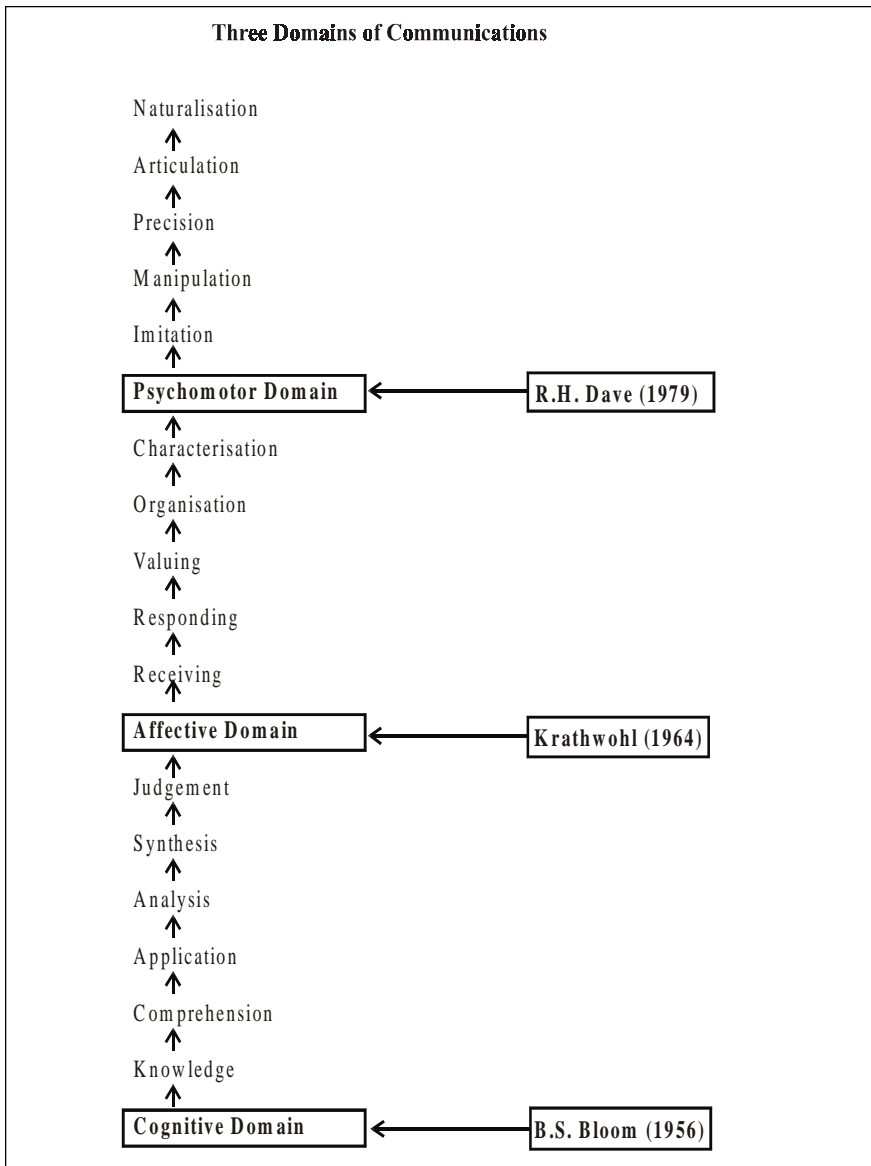 Three Domains of Communications
Naturalisation
Articulation
Precision
Manipulation
Imitation
Psychomotor Domain
R.H. Dave (1979)
Characterisation
Organisation
Valuing
Responding
Receiving
Affective Domain
Krathwohl (1964)
Judgement
Synthesis
Analysis
Application
Comprehension
Knowledge
Cognitive Domain
B.S. Bloom (1956)